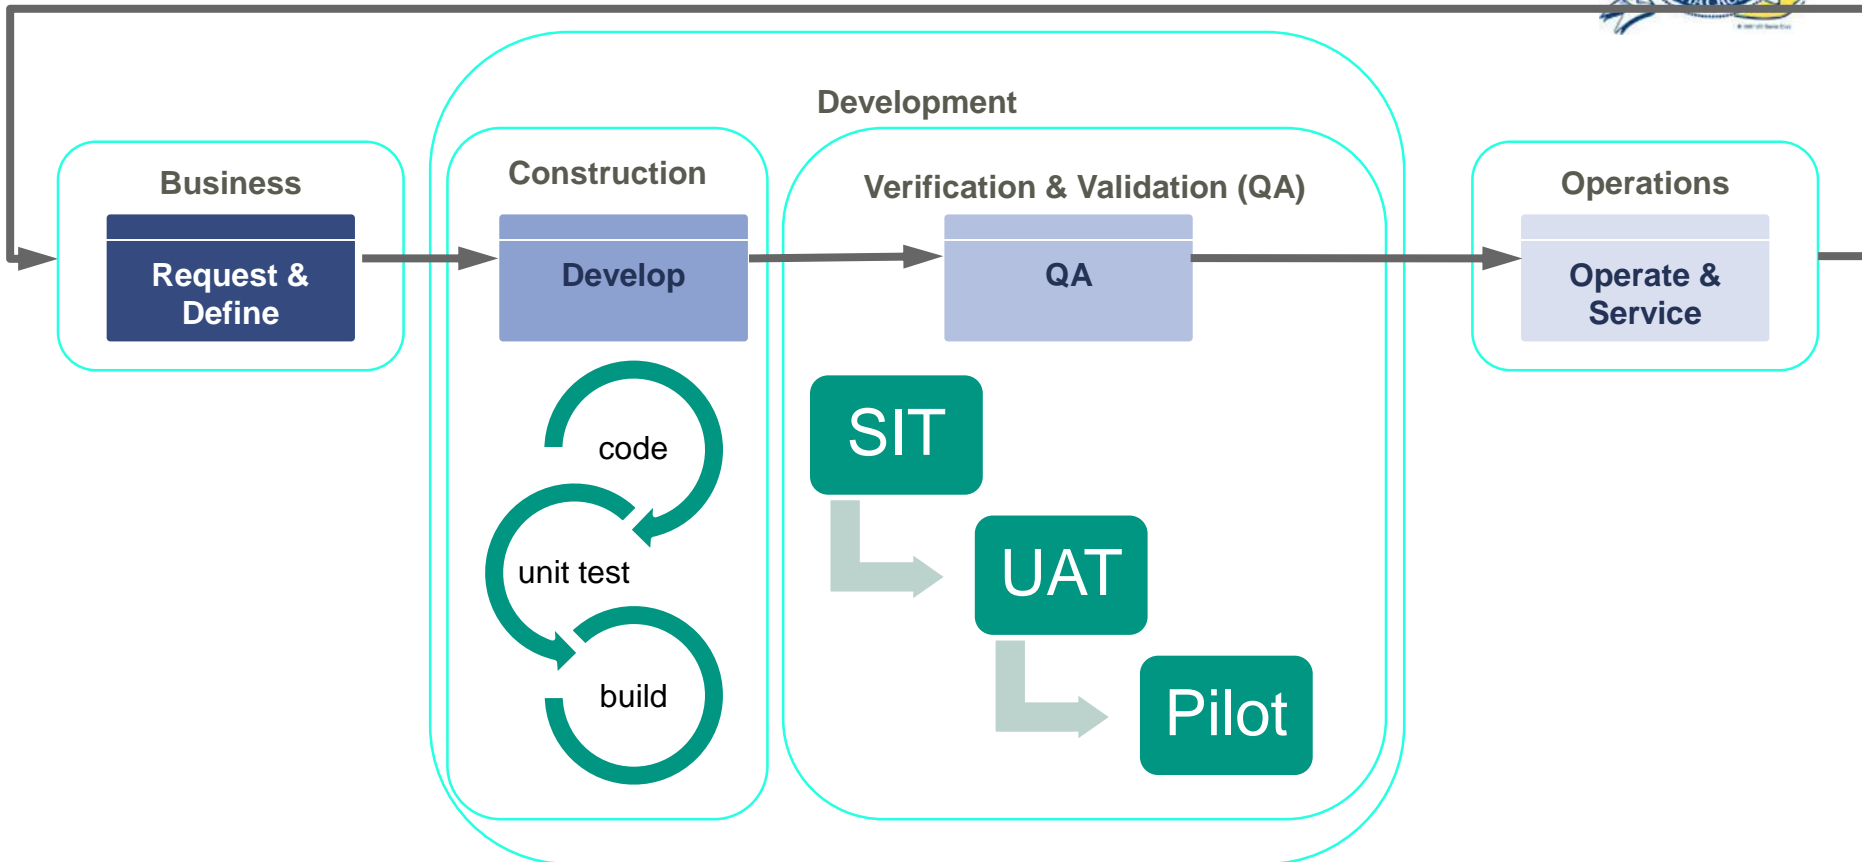 Development
Business
Request &
Define
Construction
Develop
code
unit test
build
Verification & Validation (QA)
QA
SIT
UAT
Pilot
Operations
Operate &
Service